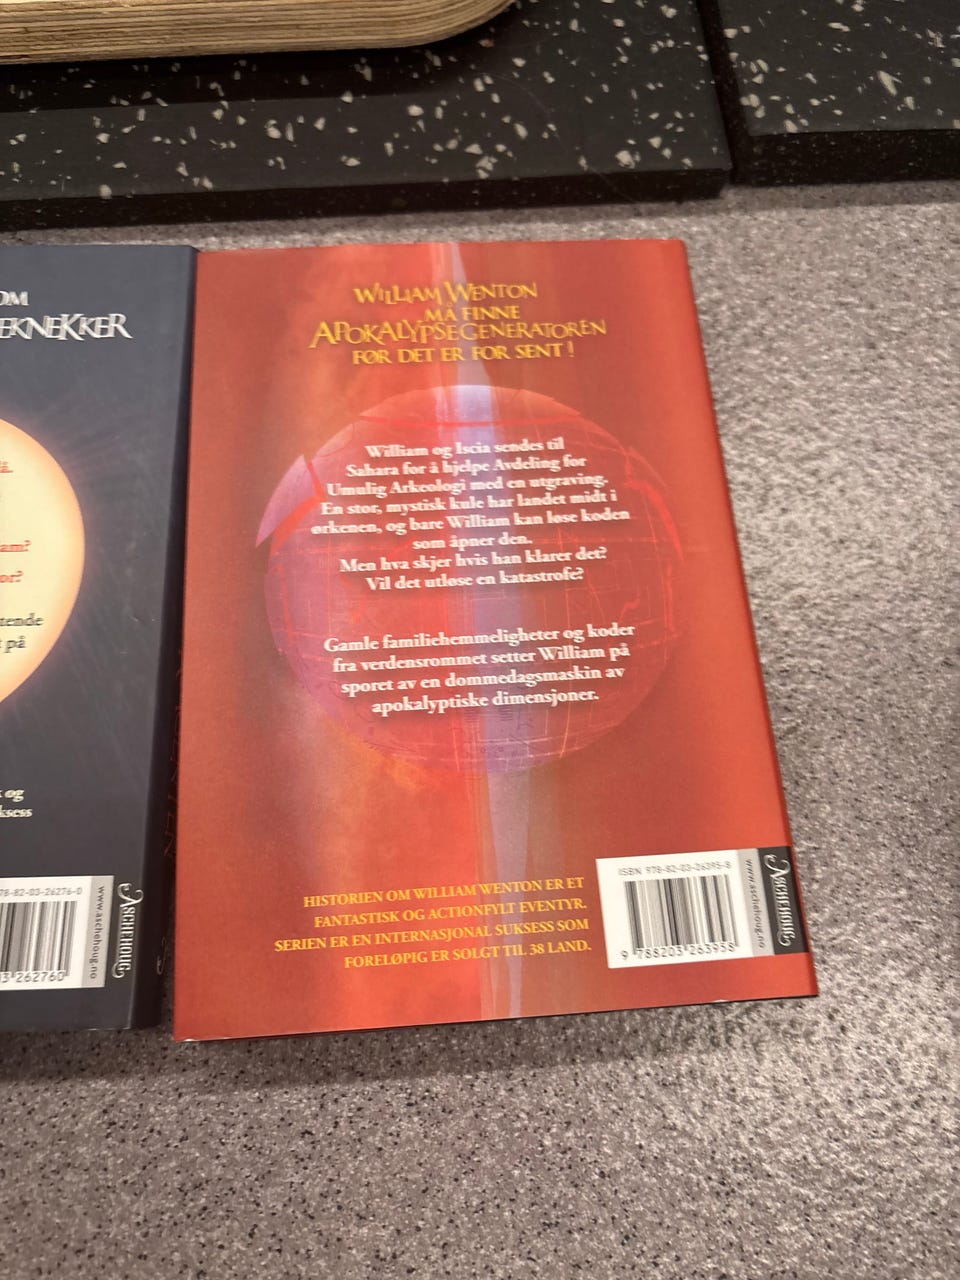 OM
EKNEKKER
å.
am?
or?
tende
t på
og
ksess
78-82-03-26276-0
www.aschehoug.no
ASCHEHOUG
03 262760
WILLIAM WENTON
MÅ FINNE
APOKALYPSEGENERATOREN
FØR DET ER FOR SENT!
William og Iscia sendes til
Sahara for å hjelpe Avdeling for
Umulig Arkeologi med en utgraving.
En stor, mystisk kule har landet midt i
ørkenen, og bare William kan løse koden
som åpner den.
Men hva skjer hvis han klarer det?
Vil det utløse en katastrofe?
Gamle familiehemmeligheter og koder
fra verdensrommet setter William på
sporet av en dommedagsmaskin av
apokalyptiske dimensjoner.
HISTORIEN OM WILLIAM WENTON ER ET
FANTASTISK OG ACTIONFYLT EVENTYR.
SERIEN ER EN INTERNASJONAL SUKSESS SOM
FORELØPIG ER SOLGT TIL 38 LAND.
ISBN 978-82-03-26395-8
9 788203 263958
www.aschehoug.no
ASCHEHOUG